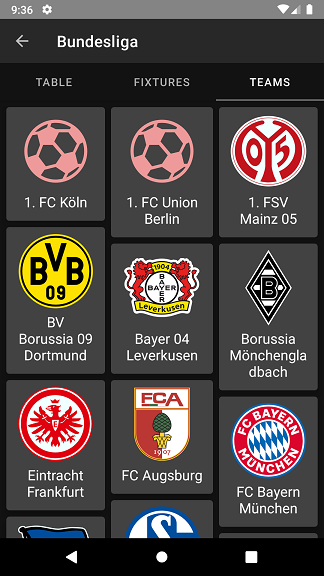 9:36
Bundesliga
TABLE FIXTURES TEAMS
1. FC Köln
1. FC Union
Berlin
05
1. FSV
Mainz 05
BVB
09
BV
Borussia 09
Dortmund
1904
BAYER
BAYER
Leverkusen
Bayer 04
Leverkusen
Borussia
Mönchengla
dbach
Eintracht
Frankfurt
FCA
1907
FC Augsburg
FC BAYERN
MÜNCHEN
FC Bayern
München